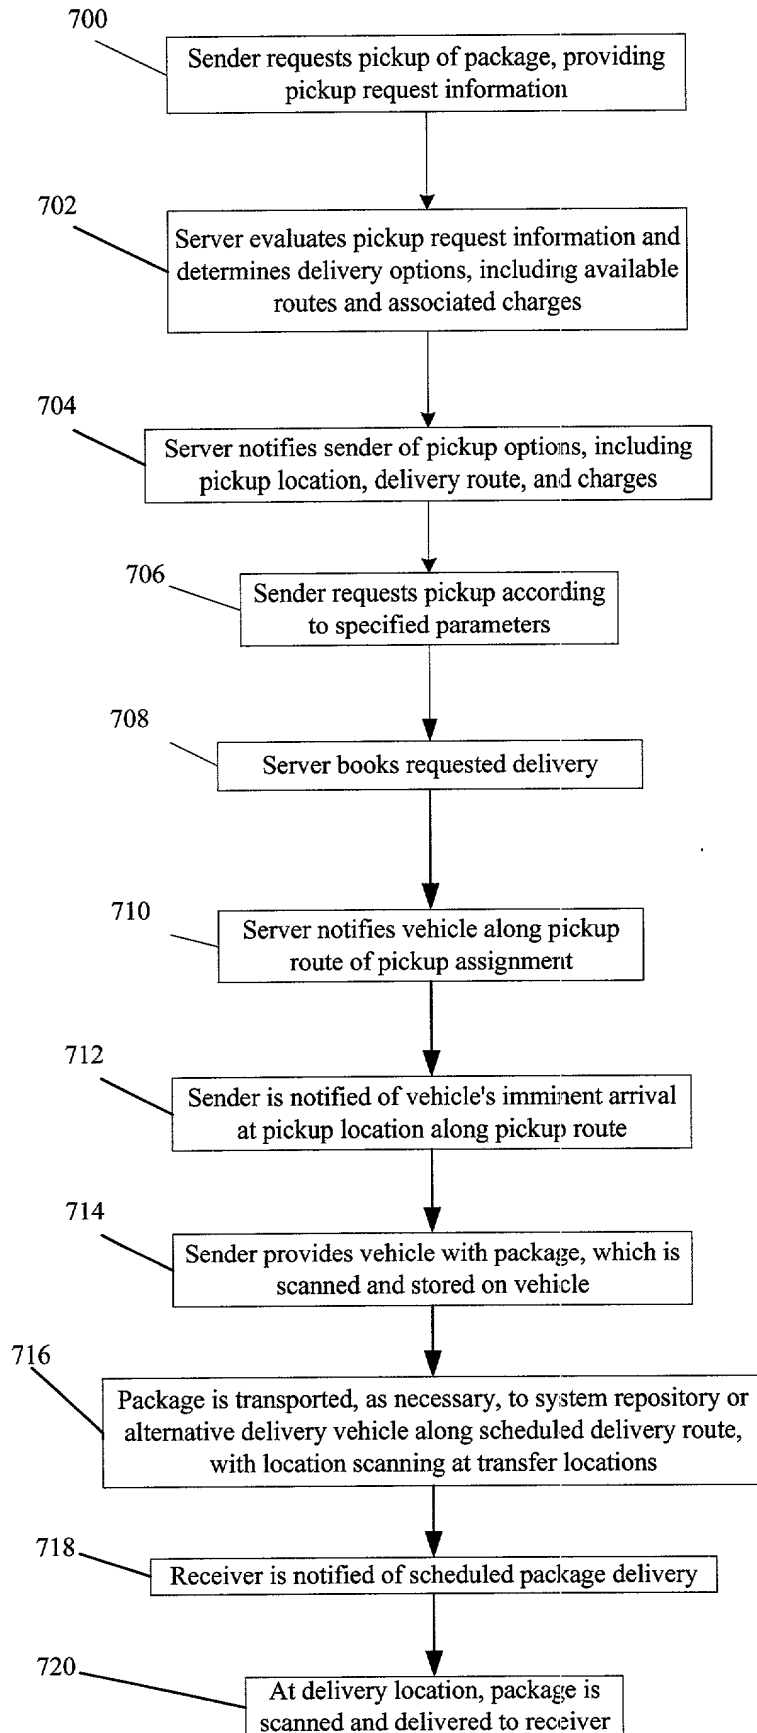 700
Sender requests pickup of package, providing
pickup request information
702
Server evaluates pickup request information and
determines delivery options, including available
routes and associated charges
704
Server notifies sender of pickup options, including
pickup location, delivery route, and charges
706
Sender requests pickup according
to specified parameters
708
Server books requested delivery
710
Server notifies vehicle along pickup
route of pickup assignment
712
Sender is notified of vehicle's imminent arrival
at pickup location along pickup route
714
Sender provides vehicle with package, which is
scanned and stored on vehicle
716
Package is transported, as necessary, to system repository or
alternative delivery vehicle along scheduled delivery route,
with location scanning at transfer locations
718
Receiver is notified of scheduled package delivery
720
At delivery location, package is
scanned and delivered to receiver